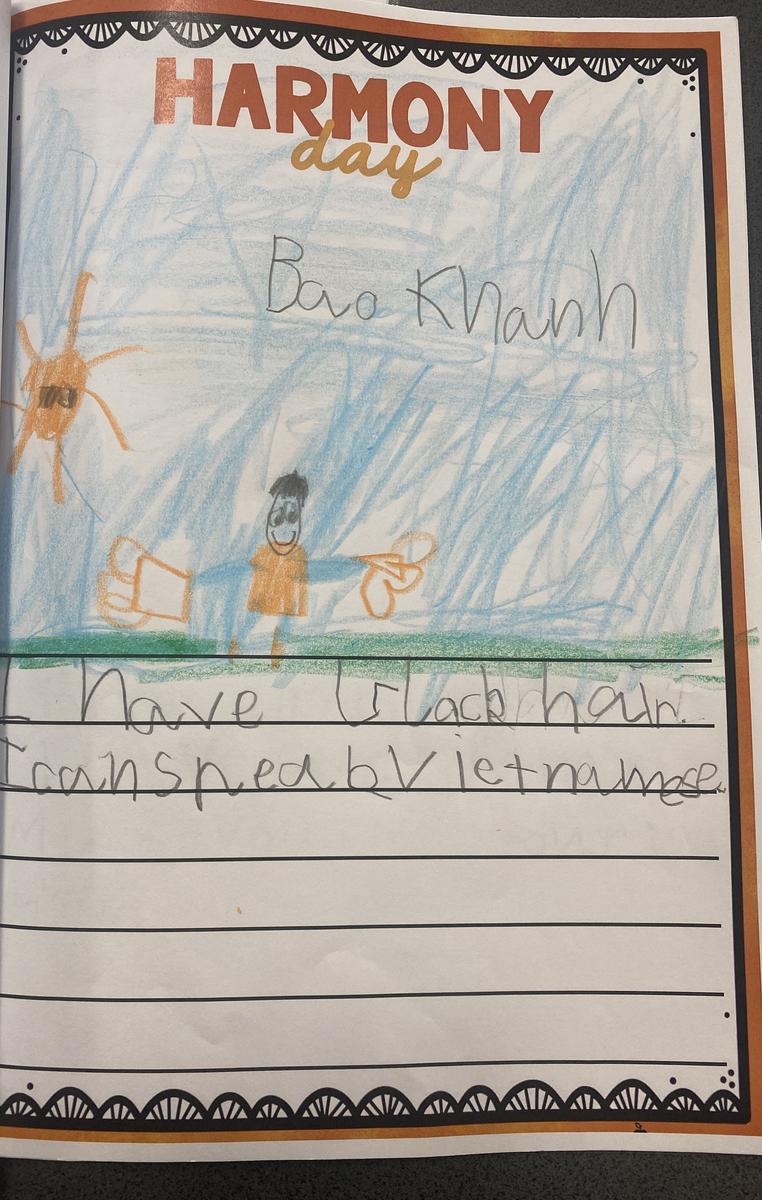 HARMONY
day
Bao Khanh
I have black hair.
I can speak Vietnamese.